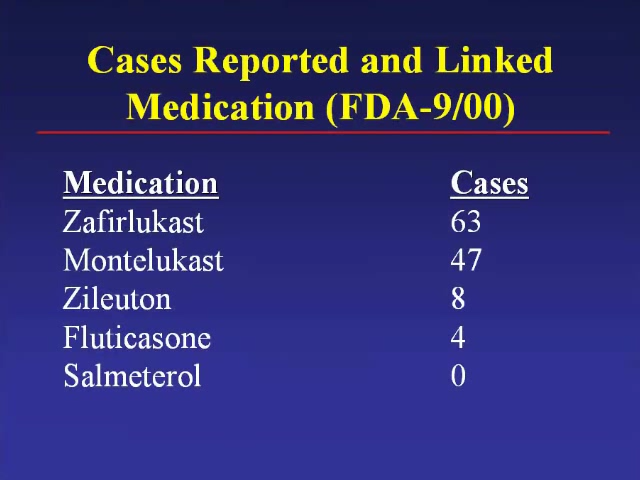 Cases Reported and Linked
Medication (FDA-9/00)
Medication Cases
Zafirlukast 63
Montelukast 47
Zileuton 8
Fluticasone 4
Salmeterol 0